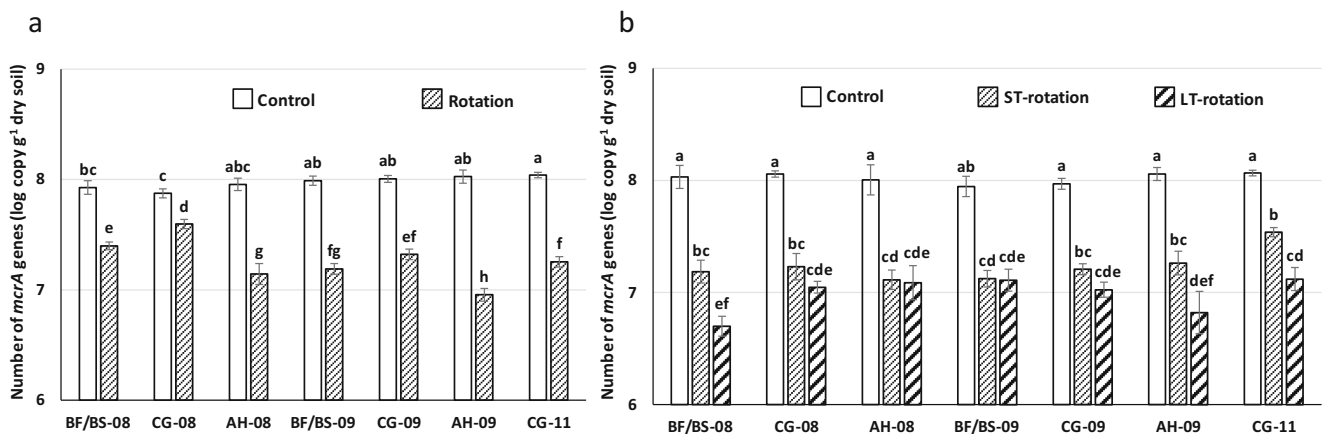 a
Number of mcrA genes (log copy g-1 dry soil)
9
8
7
6
Control
Rotation
bc
e
c
d
abc
g
ab
fg
ab
ef
ab
h
a
f
BF/BS-08 CG-08 AH-08 BF/BS-09 CG-09 AH-09 CG-11
b
Number of mcrA genes (log copy g-1 dry soil)
9
8
7
6
Control
ST-rotation
LT-rotation
a
bc
ef
a
bc
cde
a
cd
cde
ab
cd
cde
a
bc
cde
a
bc
def
a
b
cd
BF/BS-08 CG-08 AH-08 BF/BS-09 CG-09 AH-09 CG-11